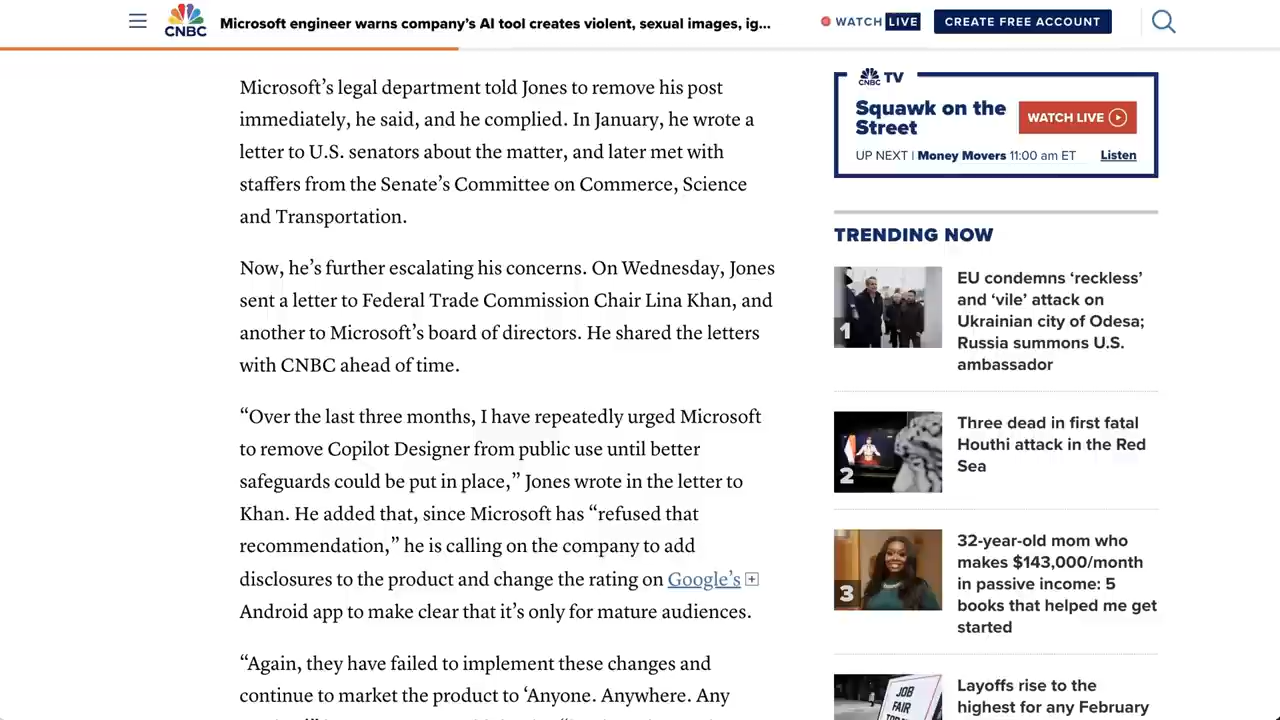 CNBC
Microsoft engineer warns company’s AI tool creates violent, sexual images, ig...
WATCH LIVE
CREATE FREE ACCOUNT
Microsoft’s legal department told Jones to remove his post
immediately, he said, and he complied. In January, he wrote a
letter to U.S. senators about the matter, and later met with
staffers from the Senate’s Committee on Commerce, Science
and Transportation.
Now, he’s further escalating his concerns. On Wednesday, Jones
sent a letter to Federal Trade Commission Chair Lina Khan, and
another to Microsoft’s board of directors. He shared the letters
with CNBC ahead of time.
“Over the last three months, I have repeatedly urged Microsoft
to remove Copilot Designer from public use until better
safeguards could be put in place,” Jones wrote in the letter to
Khan. He added that, since Microsoft has “refused that
recommendation,” he is calling on the company to add
disclosures to the product and change the rating on Google’s
Android app to make clear that it’s only for mature audiences.
“Again, they have failed to implement these changes and
continue to market the product to ‘Anyone. Anywhere. Any
CNBC TV
Squawk on the
Street
WATCH LIVE
UP NEXT | Money Movers 11:00 am ET
Listen
TRENDING NOW
1
EU condemns ‘reckless’
and ‘vile’ attack on
Ukrainian city of Odesa;
Russia summons U.S.
ambassador
2
Three dead in first fatal
Houthi attack in the Red
Sea
3
32-year-old mom who
makes $143,000/month
in passive income: 5
books that helped me get
started
JOB
FAIR
Layoffs rise to the
highest for any February